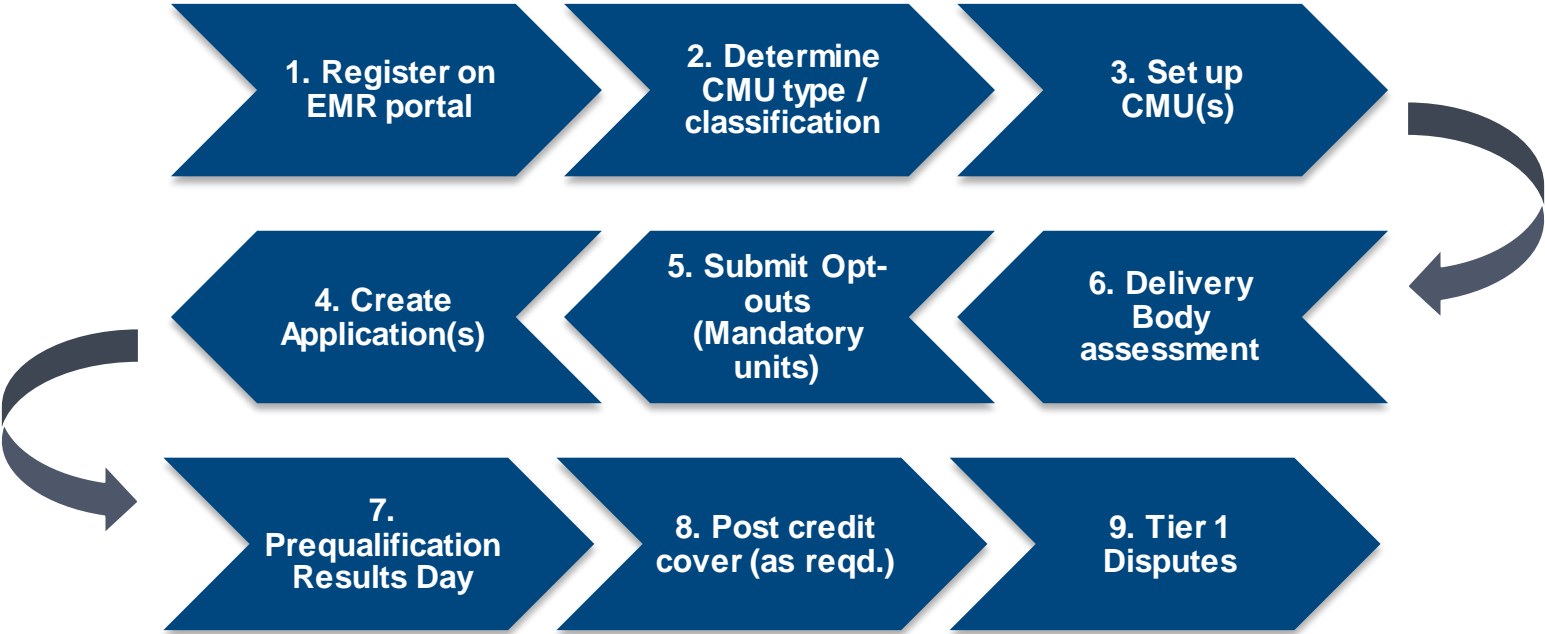 1. Register on
EMR portal
2. Determine
CMU type /
classification
3. Set up
CMU(s)
4. Create
Application(s)
5. Submit Opt-
outs
(Mandatory
units)
6. Delivery
Body
assessment
7.
Prequalification
Results Day
8. Post credit
cover (as reqd.)
9. Tier 1
Disputes